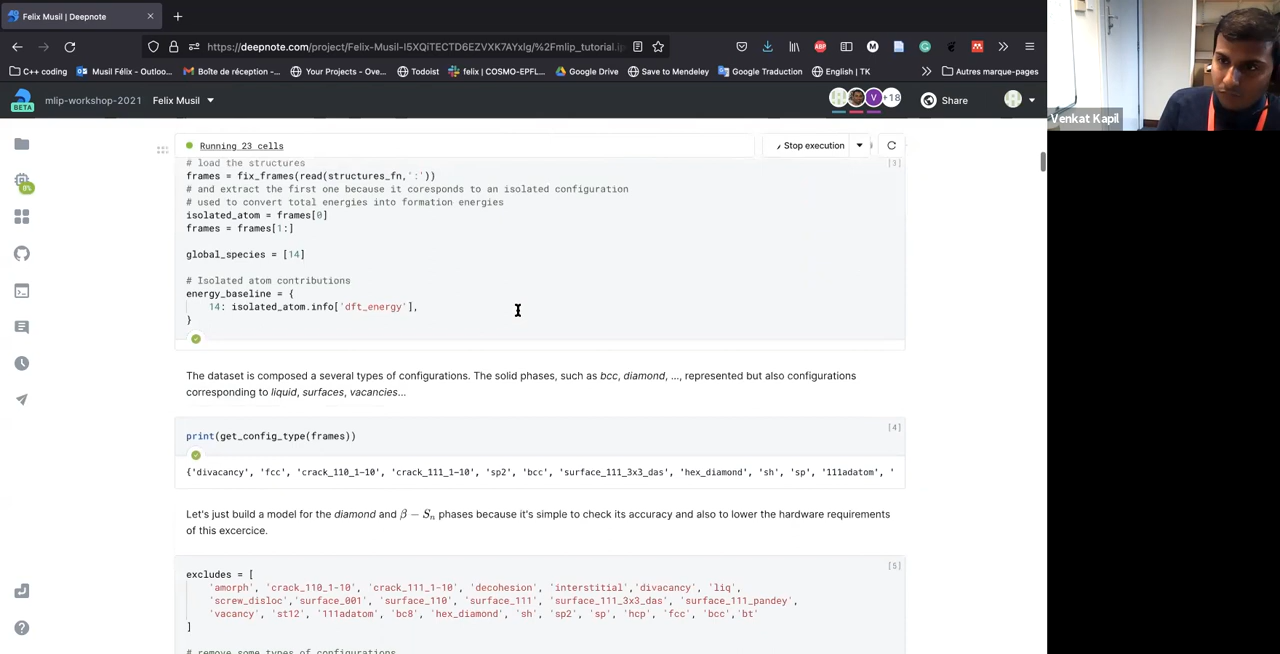 Felix Musil | Deepnote
https://deepnote.com/project/Felix-Musil-I5XQiTECTD6EZVXK7AYxlg/%2Fmlip_tutorial.ip
C++ coding
Musil Félix - Outloo...
Boîte de réception -...
Your Projects - Ove...
Todoist
felix | COSMO-EPFL...
Google Drive
Save to Mendeley
Google Traduction
English | TK
Autres marque-pages
BETA
mlip-workshop-2021
Felix Musil
V
+18
Share
Venkat Kapil
Running 23 cells
Stop execution
# load the structures
[3]
frames = fix_frames(read(structures_fn,':'))
# and extract the first one because it coresponds to an isolated configuration
# used to convert total energies into formation energies
isolated_atom = frames[0]
frames = frames[1:]
global_species = [14]
# Isolated atom contributions
energy_baseline = {
14: isolated_atom.info['dft_energy'],
}
The dataset is composed a several types of configurations. The solid phases, such as bcc, diamond, ..., represented but also configurations
corresponding to liquid, surfaces, vacancies...
print(get_config_type(frames))
[4]
{'divacancy', 'fcc', 'crack_110_1-10', 'crack_111_1-10', 'sp2', 'bcc', 'surface_111_3x3_das', 'hex_diamond', 'sh', 'sp', '111adatom', '
Let's just build a model for the diamond and β − Sₙ phases because it's simple to check its accuracy and also to lower the hardware requirements
of this excercice.
excludes = [
[5]
'amorph', 'crack_110_1-10', 'crack_111_1-10', 'decohesion', 'interstitial','divacancy', 'liq',
'screw_disloc','surface_001', 'surface_110', 'surface_111', 'surface_111_3x3_das', 'surface_111_pandey',
'vacancy', 'st12', '111adatom', 'bc8', 'hex_diamond', 'sh', 'sp2', 'sp', 'hcp', 'fcc', 'bcc','bt'
]
# remove some types of configurations